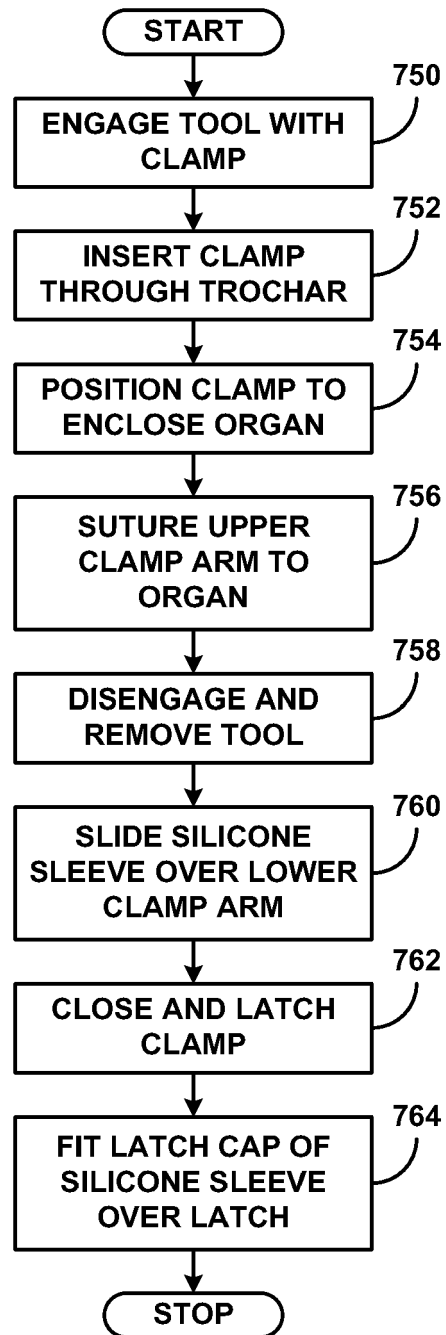 START
750
ENGAGE TOOL WITH
CLAMP
752
INSERT CLAMP
THROUGH TROCHAR
754
POSITION CLAMP TO
ENCLOSE ORGAN
756
SUTURE UPPER
CLAMP ARM TO
ORGAN
758
DISENGAGE AND
REMOVE TOOL
760
SLIDE SILICONE
SLEEVE OVER LOWER
CLAMP ARM
762
CLOSE AND LATCH
CLAMP
764
FIT LATCH CAP OF
SILICONE SLEEVE
OVER LATCH
STOP